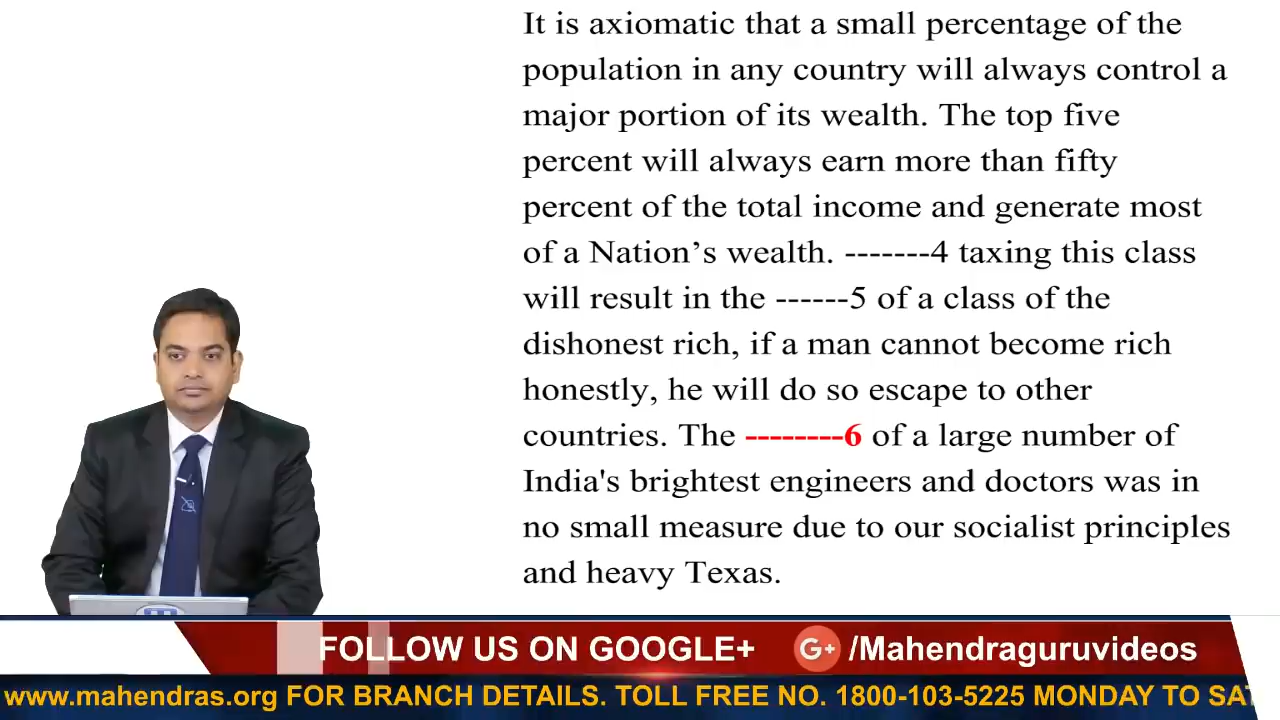 It is axiomatic that a small percentage of the
population in any country will always control a
major portion of its wealth. The top five
percent will always earn more than fifty
percent of the total income and generate most
of a Nation’s wealth. -------4 taxing this class
will result in the ------5 of a class of the
dishonest rich, if a man cannot become rich
honestly, he will do so escape to other
countries. The --------6 of a large number of
India's brightest engineers and doctors was in
no small measure due to our socialist principles
and heavy Texas.
FOLLOW US ON GOOGLE+ G+ /Mahendraguruvideos
www.mahendras.org FOR BRANCH DETAILS. TOLL FREE NO. 1800-103-5225 MONDAY TO SAT